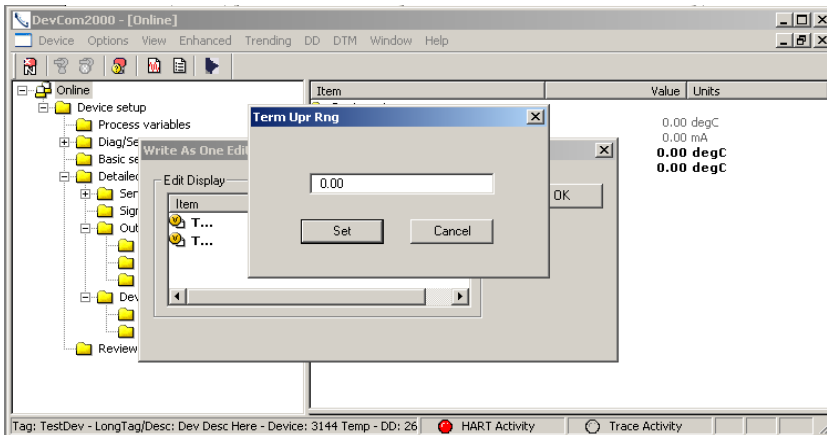 DevCom2000 - [Online]
Device Options View Enhanced Trending DD DTM Window Help
Online
Device setup
Process variables
Diag/Se
Basic se
Detailed
Ser
Sig
Out
Dev
Review
Item Value Units
0.00 degC
0.00 mA
0.00 degC
0.00 degC
Write As One Edi
Edit Display
Item
T...
T...
OK
Term Upr Rng
0.00
Set Cancel
Tag: TestDev - LongTag/Desc: Dev Desc Here - Device: 3144 Temp - DD: 26 HART Activity Trace Activity